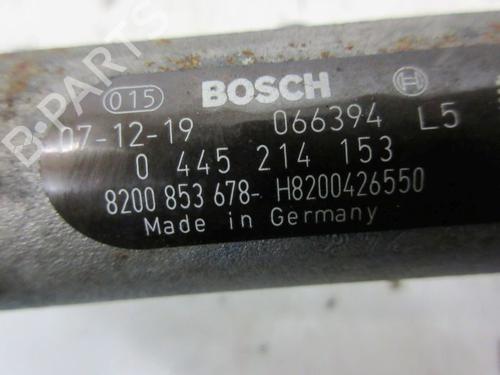 015 BOSCH
07-12-19 066394 L5
0 445 214 153
8200 853 678- H8200426550
Made in Germany
B-PARTS